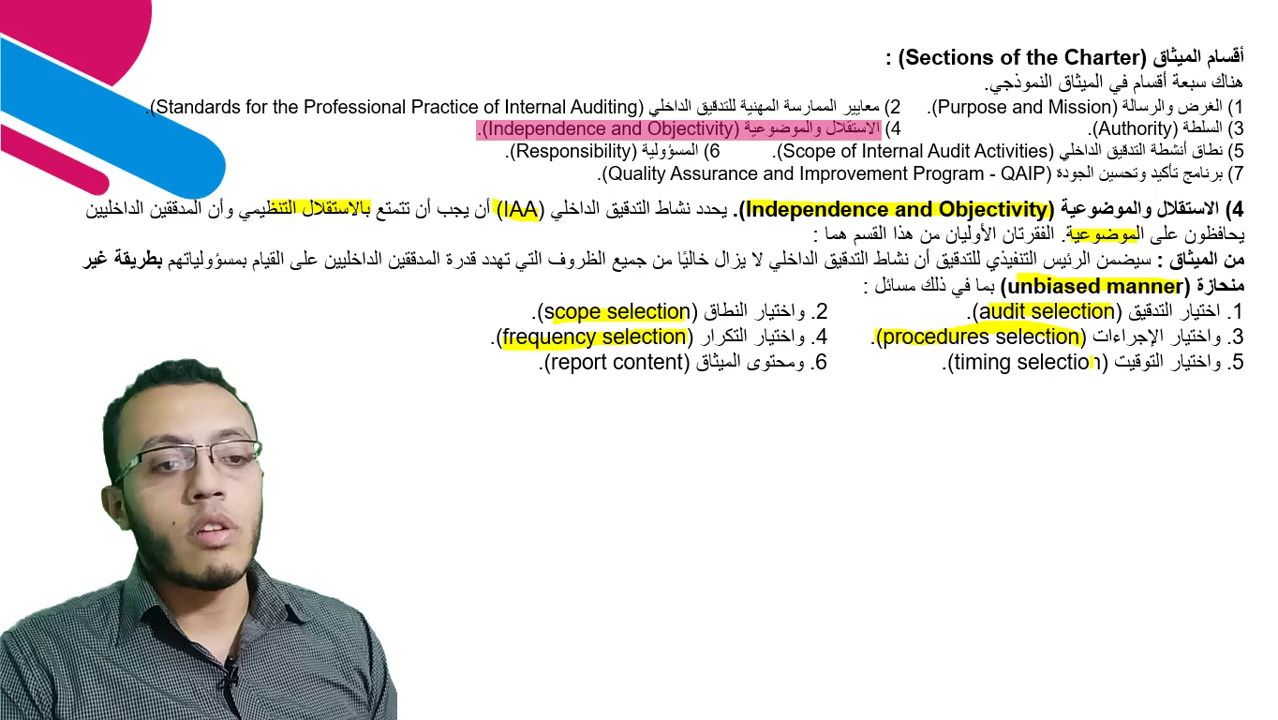 أقسام الميثاق (Sections of the Charter) :
هناك سبعة أقسام في الميثاق النموذجي.
1) الغرض والرسالة (Purpose and Mission). 2) معايير الممارسة المهنية للتدقيق الداخلي (Standards for the Professional Practice of Internal Auditing).
3) السلطة (Authority). 4) الاستقلال والموضوعية (Independence and Objectivity).
5) نطاق أنشطة التدقيق الداخلي (Scope of Internal Audit Activities). 6) المسؤولية (Responsibility).
7) برنامج تأكيد وتحسين الجودة (Quality Assurance and Improvement Program - QAIP).
4) الاستقلال والموضوعية (Independence and Objectivity). يحدد نشاط التدقيق الداخلي (IAA) أن يجب أن تتمتع بالاستقلال التنظيمي وأن المدققين الداخليين
يحافظون على الموضوعية. الفقرتان الأوليان من هذا القسم هما :
من الميثاق : سيضمن الرئيس التنفيذي للتدقيق أن نشاط التدقيق الداخلي لا يزال خاليًا من جميع الظروف التي تهدد قدرة المدققين الداخليين على القيام بمسؤولياتهم بطريقة غير
منحازة (unbiased manner) بما في ذلك مسائل :
1. اختيار التدقيق (audit selection). 2. واختيار النطاق (scope selection).
3. واختيار الإجراءات (procedures selection). 4. واختيار التكرار (frequency selection).
5. واختيار التوقيت (timing selection). 6. ومحتوى الميثاق (report content).